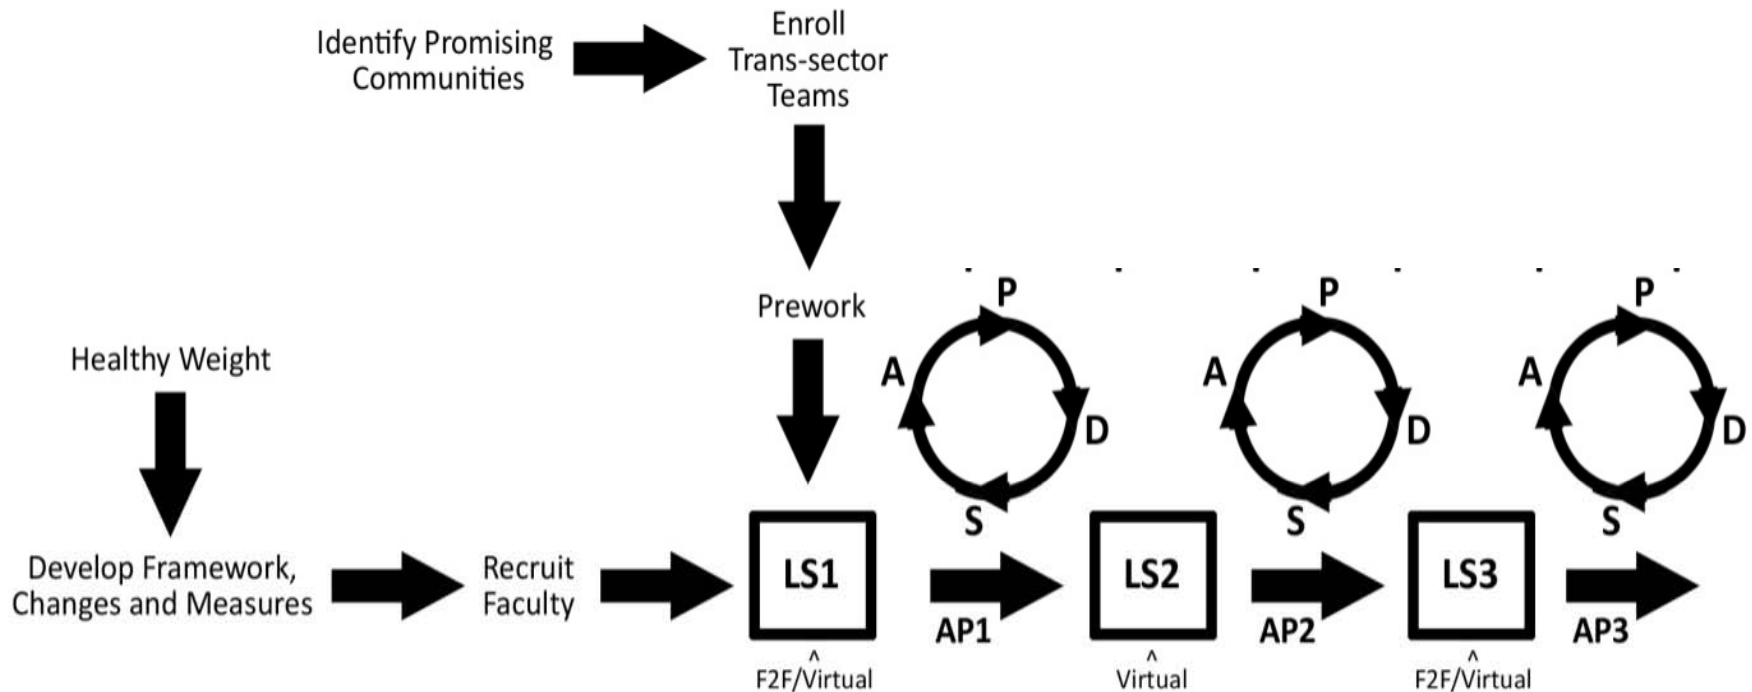 Identify Promising
Communities
Enroll
Trans-sector
Teams
Prework
Healthy Weight
Develop Framework,
Changes and Measures
Recruit
Faculty
LS1
^
F2F/Virtual
P
A
D
S
AP1
LS2
^
Virtual
P
A
D
S
AP2
LS3
^
F2F/Virtual
P
A
D
S
AP3